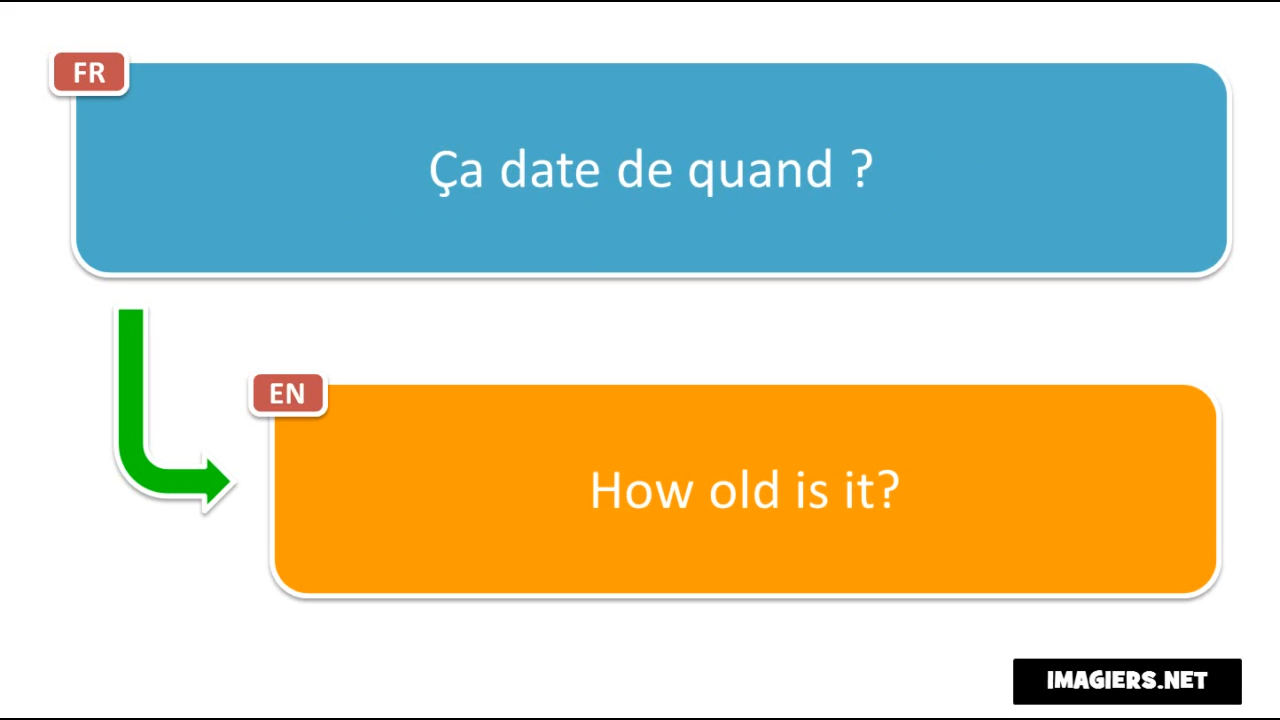 FR
Ça date de quand ?
EN
How old is it?
IMAGIERS.NET